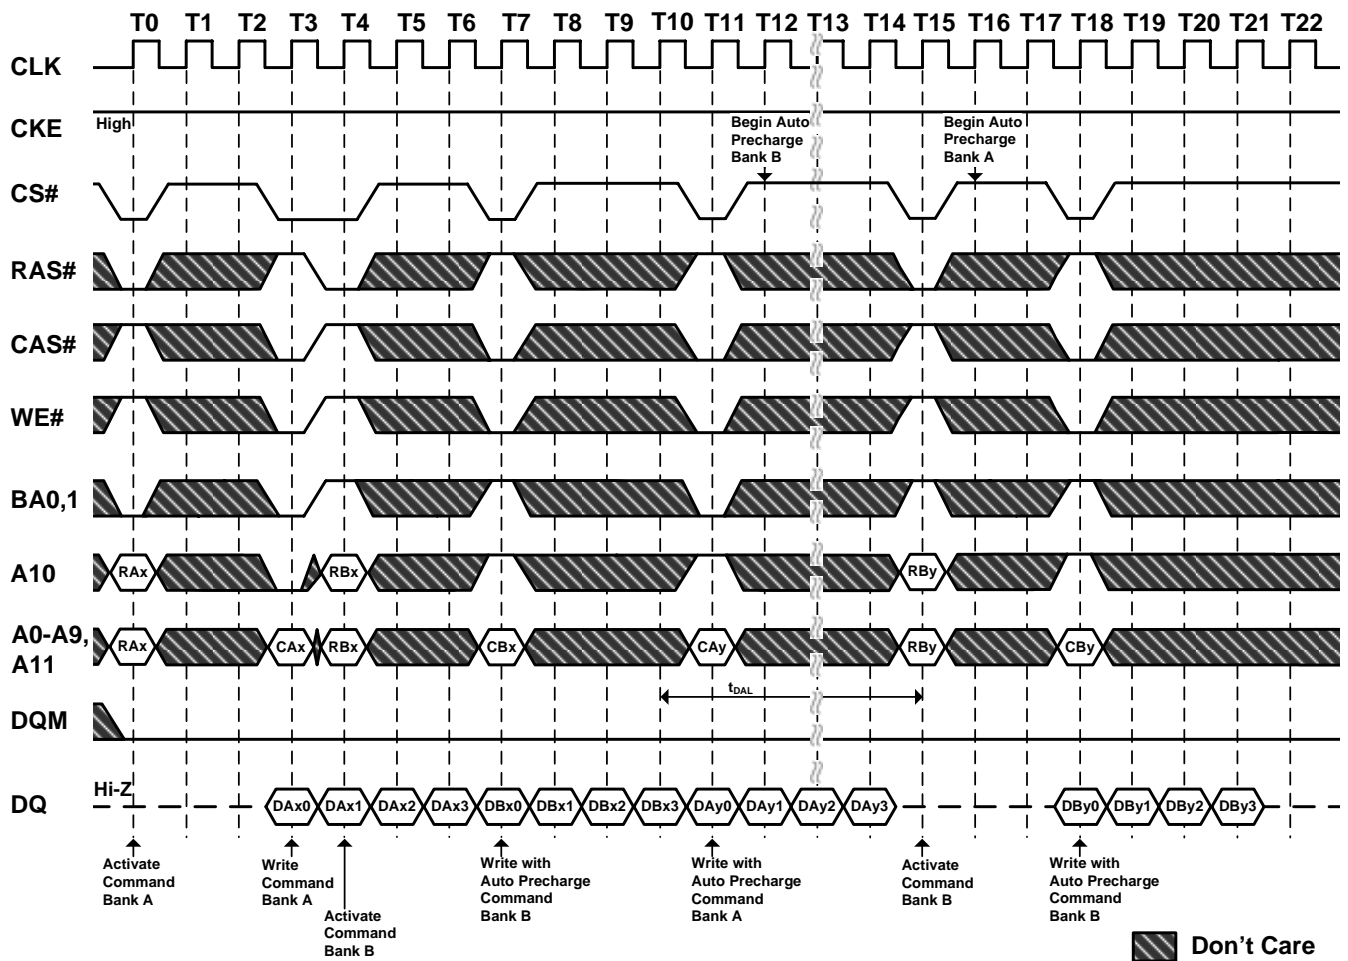 T0 T1 T2 T3 T4 T5 T6 T7 T8 T9 T10 T11 T12 T13 T14 T15 T16 T17 T18 T19 T20 T21 T22
CLK
CKE
High
Begin Auto
Precharge
Bank B
Begin Auto
Precharge
Bank A
CS#
RAS#
CAS#
WE#
BA0,1
A10
RAx RBx RBy
A0-A9,
A11
RAx CAx RBx CBx CAy RBy CBy
tDAL
DQM
DQ
Hi-Z
DAx0 DAx1 DAx2 DAx3 DBx0 DBx1 DBx2 DBx3 DAy0 DAy1 DAy2 DAy3 DBy0 DBy1 DBy2 DBy3
Activate
Command
Bank A
Write
Command
Bank A
Activate
Command
Bank B
Write with
Auto Precharge
Command
Bank B
Write with
Auto Precharge
Command
Bank A
Activate
Command
Bank B
Write with
Auto Precharge
Command
Bank B
Don't Care